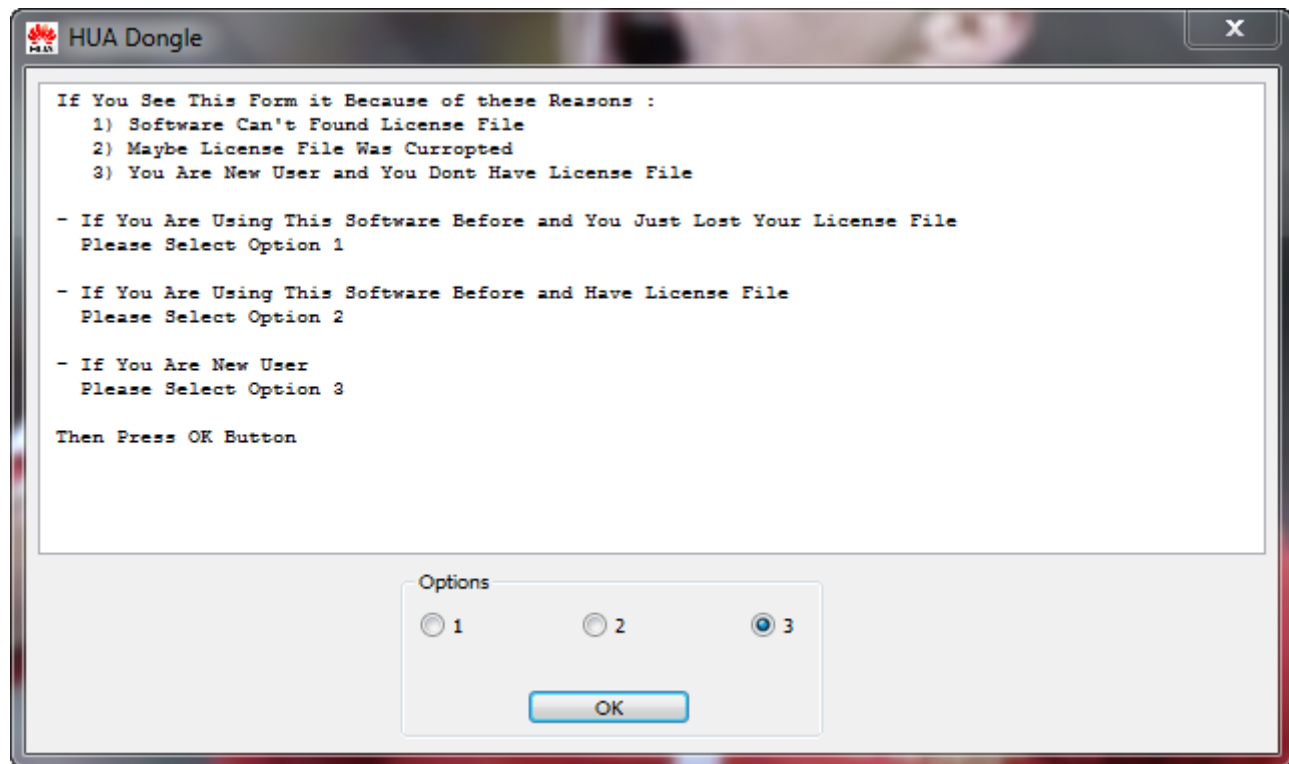 HUA Dongle
X
If You See This Form it Because of these Reasons :
1) Software Can't Found License File
2) Maybe License File Was Curropted
3) You Are New User and You Dont Have License File
- If You Are Using This Software Before and You Just Lost Your License File
Please Select Option 1
- If You Are Using This Software Before and Have License File
Please Select Option 2
- If You Are New User
Please Select Option 3
Then Press OK Button
Options
1 2 3
OK